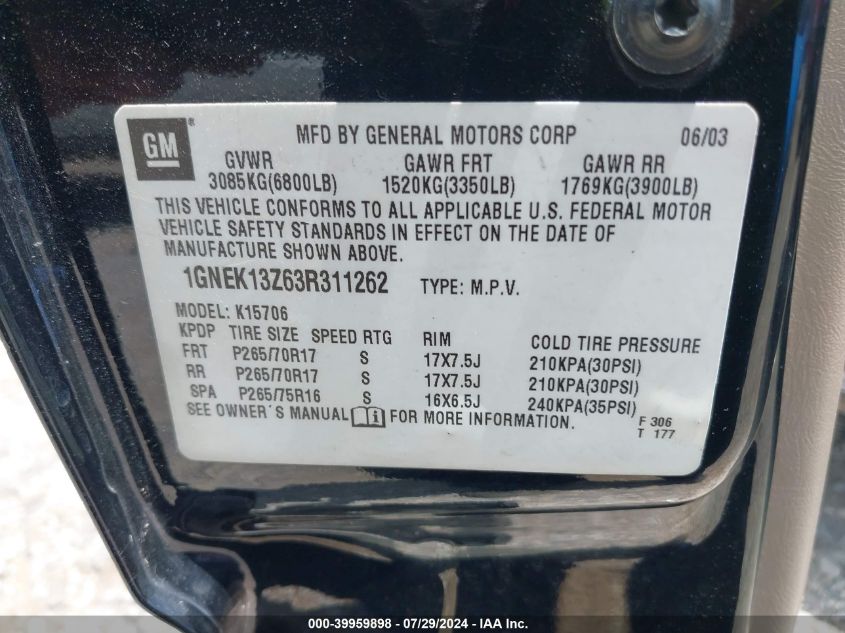 GM ® MFD BY GENERAL MOTORS CORP 06/03
GVWR GAWR FRT GAWR RR
3085KG(6800LB) 1520KG(3350LB) 1769KG(3900LB)
THIS VEHICLE CONFORMS TO ALL APPLICABLE U.S. FEDERAL MOTOR
VEHICLE SAFETY STANDARDS IN EFFECT ON THE DATE OF
MANUFACTURE SHOWN ABOVE.
1GNEK13Z63R311262 TYPE: M.P.V.
MODEL: K15706
KPDP TIRE SIZE SPEED RTG RIM COLD TIRE PRESSURE
FRT P265/70R17 S 17X7.5J 210KPA(30PSI)
RR P265/70R17 S 17X7.5J 210KPA(30PSI)
SPA P265/75R16 S 16X6.5J 240KPA(35PSI)
SEE OWNER'S MANUAL i FOR MORE INFORMATION. F 306
T 177
000-39959898 - 07/29/2024 - IAA Inc.